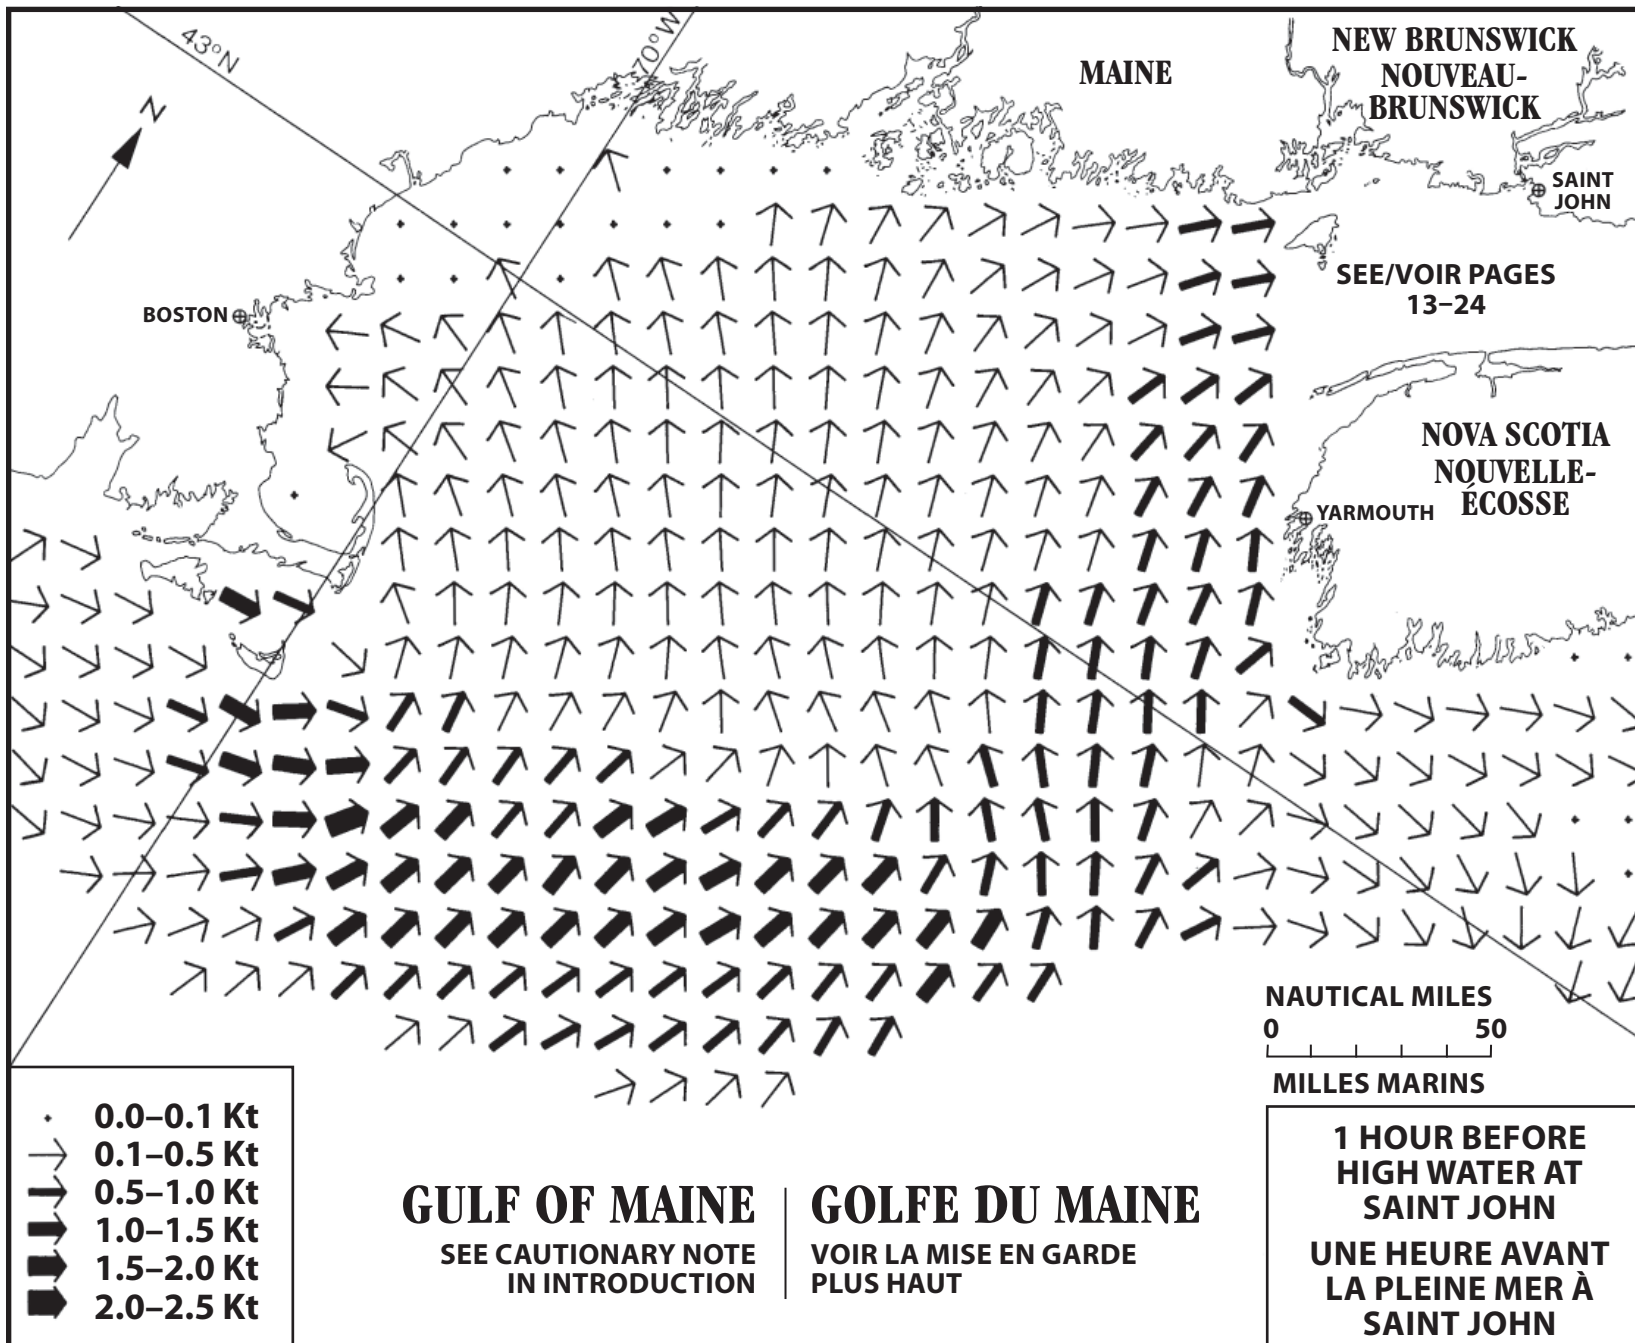 43°N
70°W
N
MAINE
NEW BRUNSWICK
NOUVEAU-
BRUNSWICK
SAINT
JOHN
SEE/VOIR PAGES
13–24
BOSTON
NOVA SCOTIA
NOUVELLE-
ÉCOSSE
YARMOUTH
NAUTICAL MILES
0 50
MILLES MARINS
0.0–0.1 Kt
0.1–0.5 Kt
0.5–1.0 Kt
1.0–1.5 Kt
1.5–2.0 Kt
2.0–2.5 Kt
GULF OF MAINE
SEE CAUTIONARY NOTE
IN INTRODUCTION
GOLFE DU MAINE
VOIR LA MISE EN GARDE
PLUS HAUT
1 HOUR BEFORE
HIGH WATER AT
SAINT JOHN
UNE HEURE AVANT
LA PLEINE MER À
SAINT JOHN